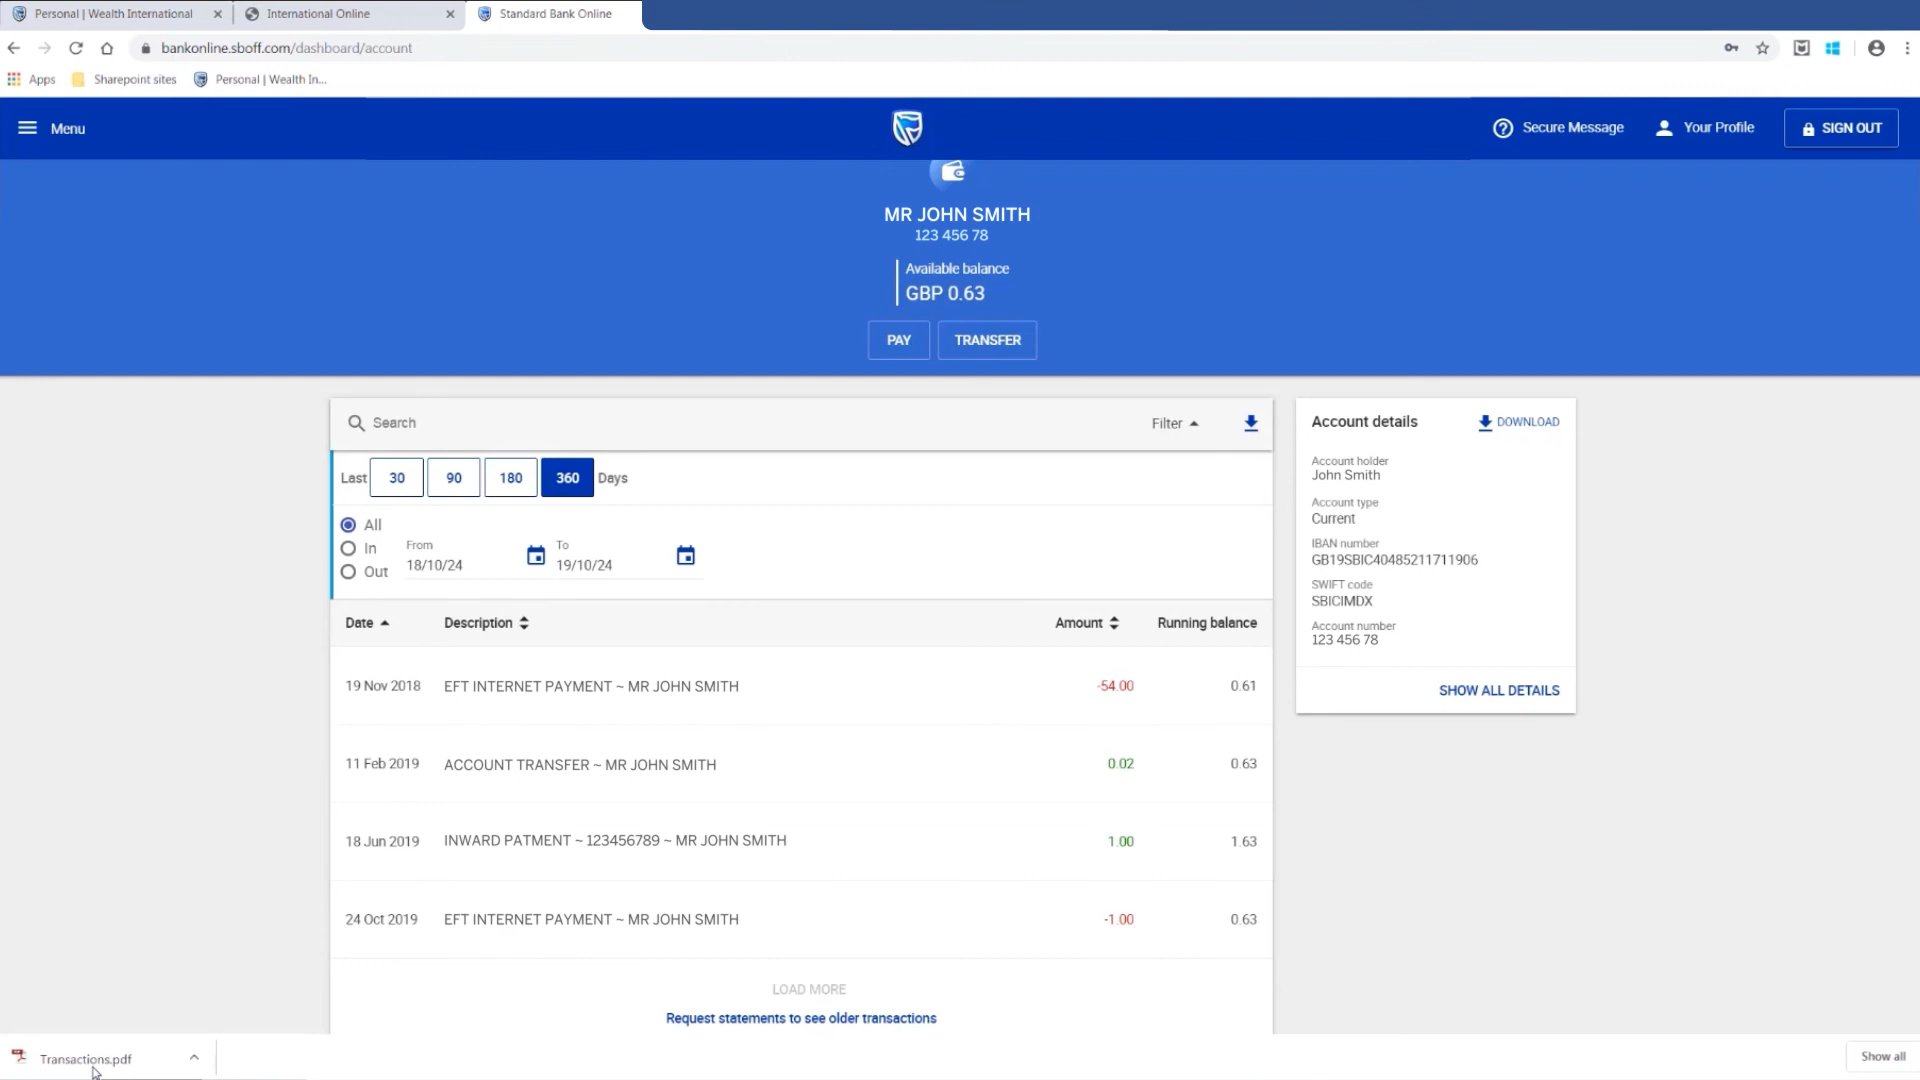 Personal | Wealth International
International Online
Standard Bank Online
bankonline.sboff.com/dashboard/account
Apps
Sharepoint sites
Personal | Wealth In...
Menu
Secure Message
Your Profile
SIGN OUT
MR JOHN SMITH
123 456 78
Available balance
GBP 0.63
PAY
TRANSFER
Search
Filter
Last 30 90 180 360 Days
All
In
Out
From
18/10/24
To
19/10/24
Date Description Amount Running balance
19 Nov 2018 EFT INTERNET PAYMENT ~ MR JOHN SMITH -54.00 0.61
11 Feb 2019 ACCOUNT TRANSFER ~ MR JOHN SMITH 0.02 0.63
18 Jun 2019 INWARD PATMENT ~ 123456789 ~ MR JOHN SMITH 1.00 1.63
24 Oct 2019 EFT INTERNET PAYMENT ~ MR JOHN SMITH -1.00 0.63
LOAD MORE
Request statements to see older transactions
Account details
DOWNLOAD
Account holder
John Smith
Account type
Current
IBAN number
GB19SBIC40485211711906
SWIFT code
SBICIMDX
Account number
123 456 78
SHOW ALL DETAILS
Transactions.pdf
Show all